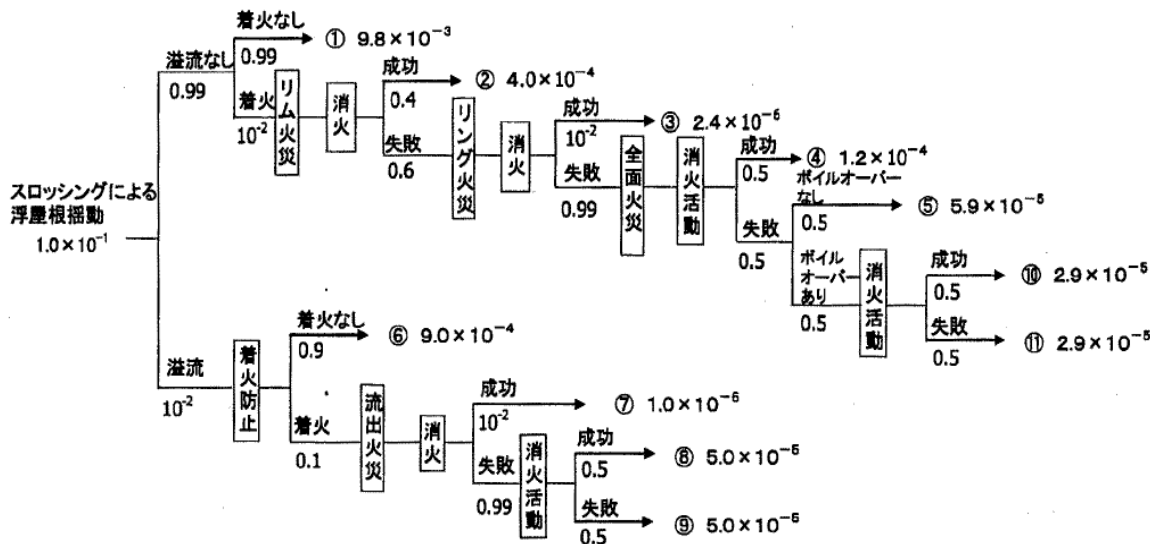 着火なし
① 9.8×10⁻³
溢流なし
0.99
0.99
着火
10⁻²
リム火災
消火
成功
② 4.0×10⁻⁴
0.4
失敗
0.6
リング火災
消火
成功
③ 2.4×10⁻⁶
10⁻²
失敗
0.99
全面火災
消火活動
成功
④ 1.2×10⁻⁴
0.5
失敗
0.5
ボイルオーバー
なし
⑤ 5.9×10⁻⁵
0.5
ボイル
オーバー
あり
0.5
消火活動
成功
⑩ 2.9×10⁻⁵
0.5
失敗
⑪ 2.9×10⁻⁵
0.5
スロッシングによる
浮屋根揺動
1.0×10⁻¹
溢流
10⁻²
着火防止
着火なし
⑥ 9.0×10⁻⁴
0.9
着火
0.1
流出火災
消火
成功
⑦ 1.0×10⁻⁶
10⁻²
失敗
0.99
消火活動
成功
⑧ 5.0×10⁻⁵
0.5
失敗
⑨ 5.0×10⁻⁵
0.5